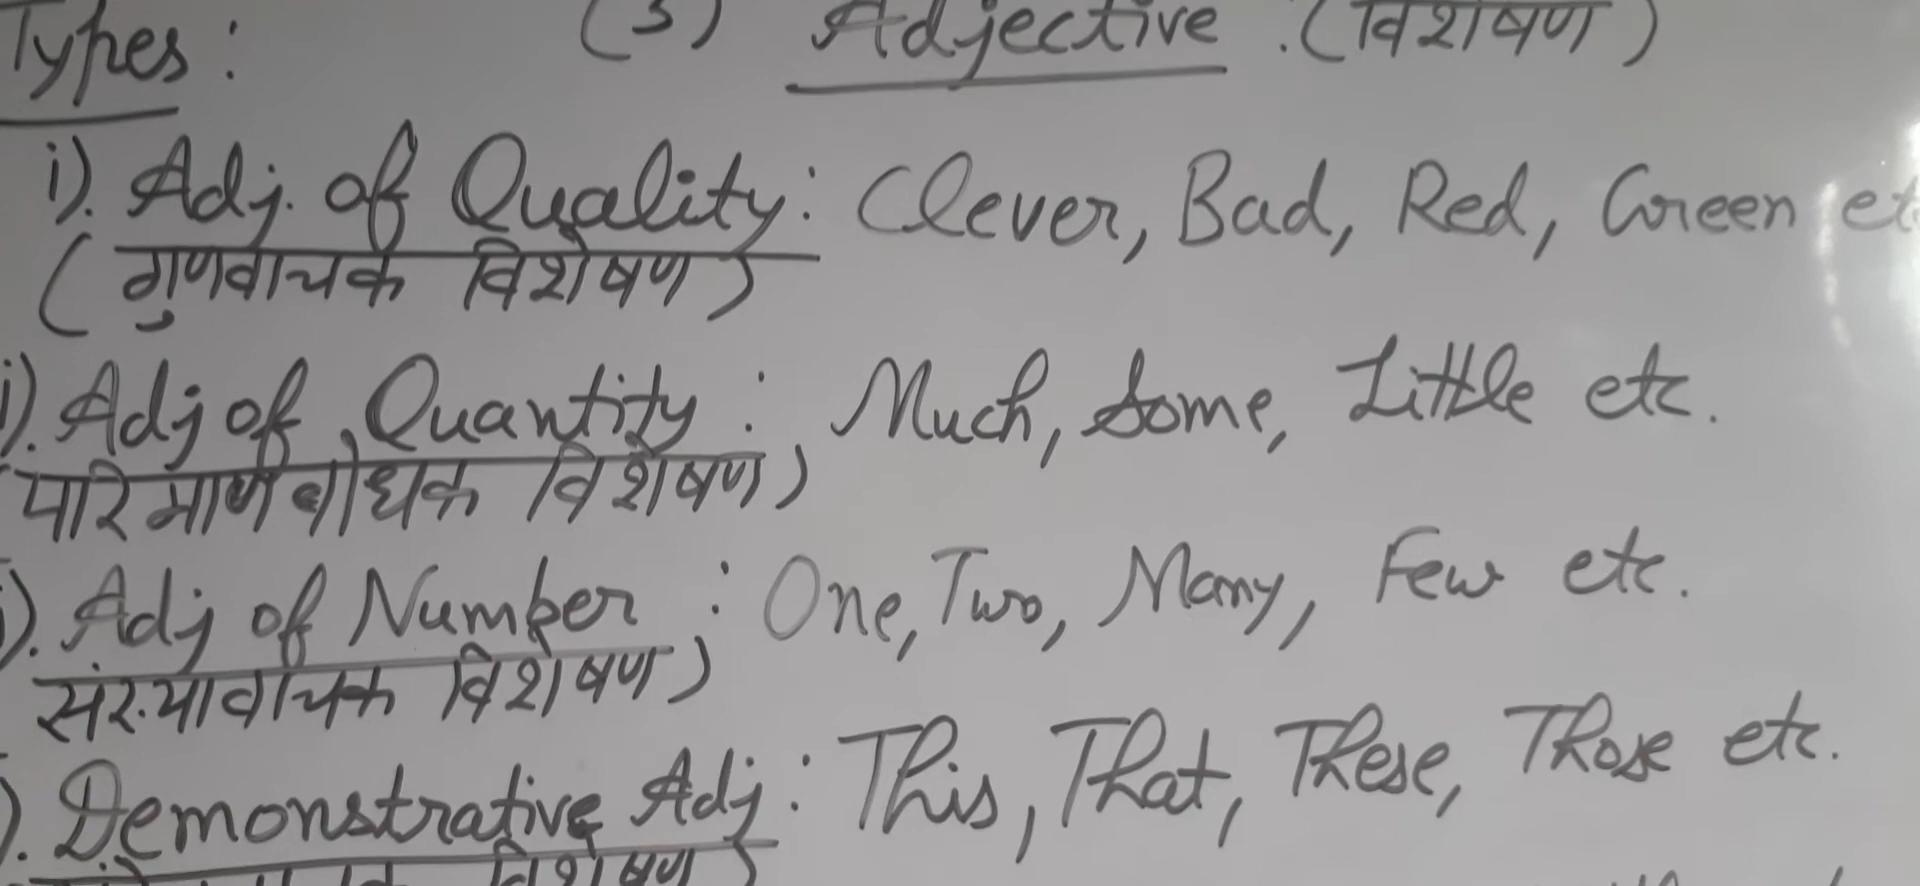 Types : (3) Adjective . (विशेषण)
i). Adj. of Quality : Clever, Bad, Red, Green et
(गुणवाचक विशेषण)
i). Adj of Quantity : Much, Some, Little etc.
परिमाण बोधक विशेषण)
i). Adj of Number : One, Two, Many, Few etc.
संख्यावाचक विशेषण)
). Demonstrative Adj : This, That, These, Those etc.
विशेषण)